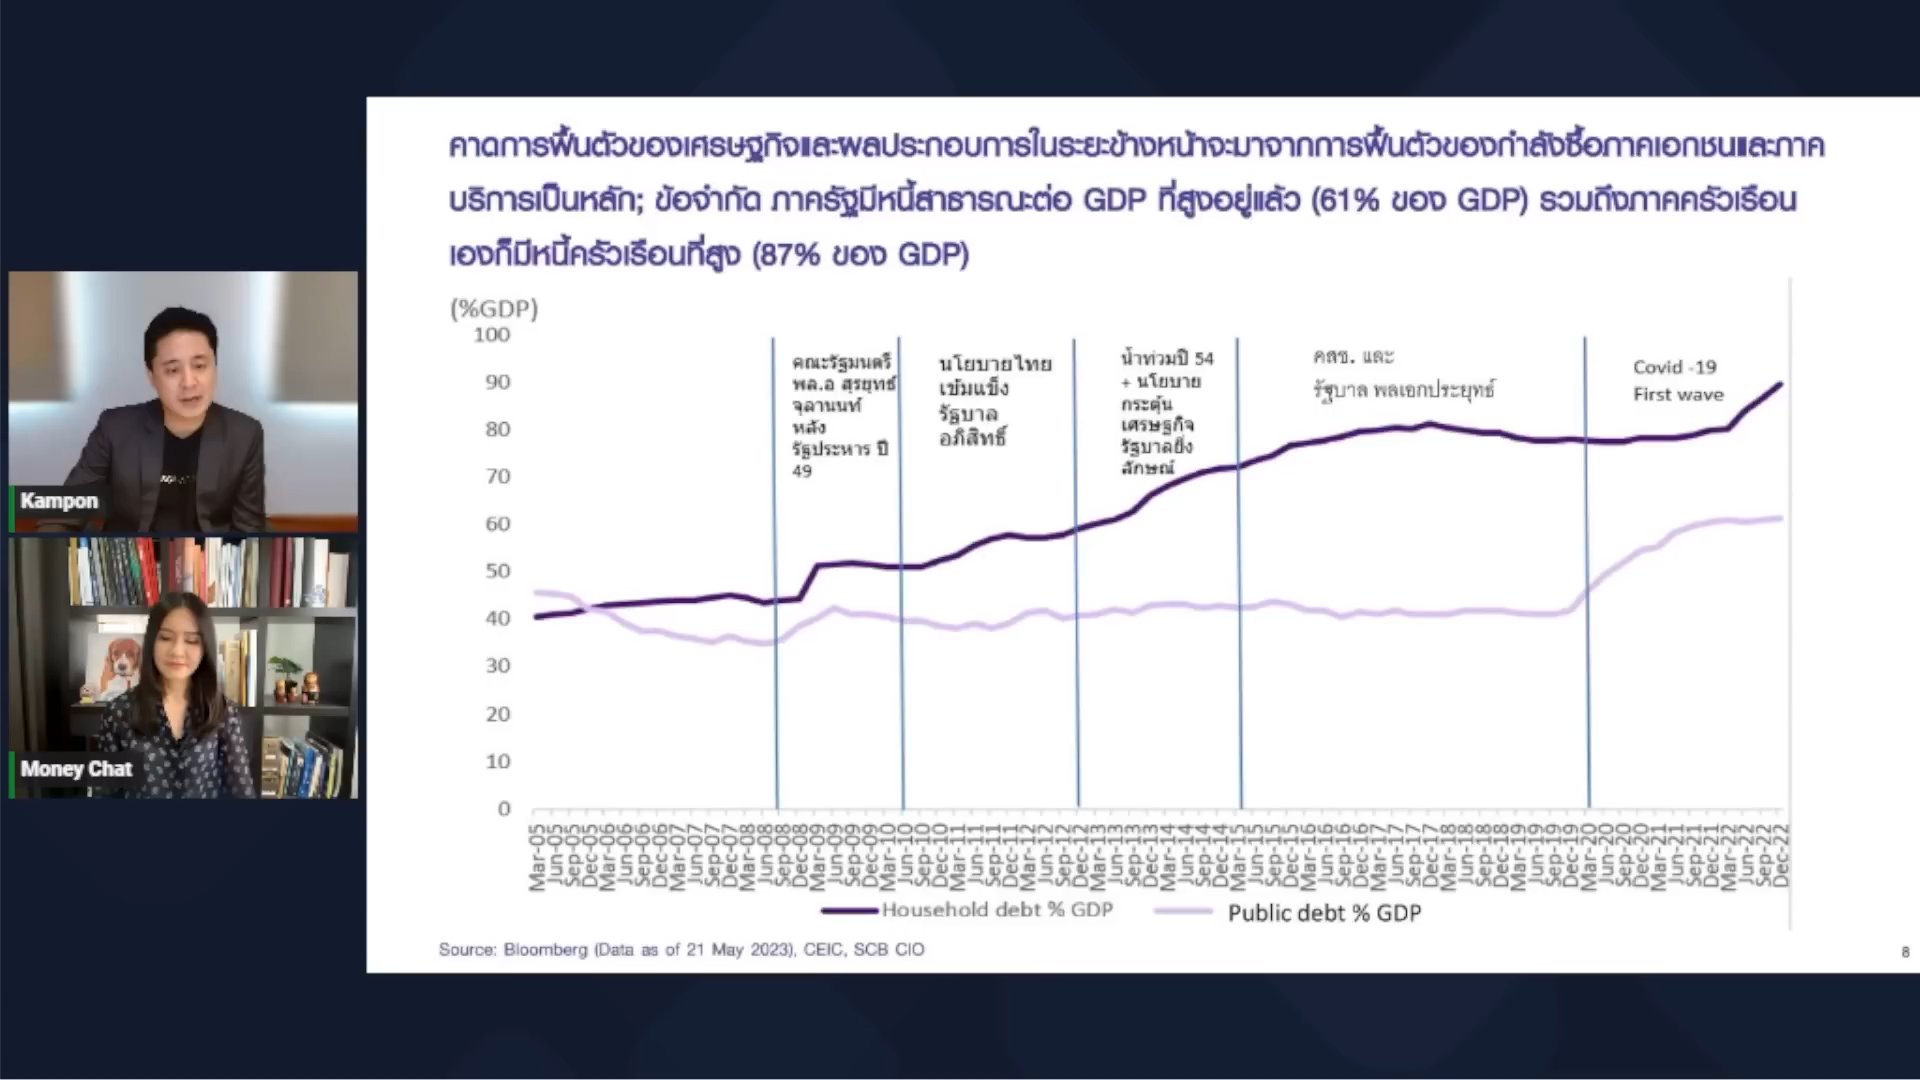 คาดการฟื้นตัวของเศรษฐกิจและผลประกอบการในระยะข้างหน้าจะมาจากการฟื้นตัวของกำลังซื้อภาคเอกชนและภาค
บริการเป็นหลัก; ข้อจำกัด ภาครัฐมีหนี้สาธารณะต่อ GDP ที่สูงอยู่แล้ว (61% ของ GDP) รวมถึงภาคครัวเรือน
เองก็มีหนี้ครัวเรือนที่สูง (87% ของ GDP)
(%GDP)
100
90
80
70
60
50
40
30
20
10
0
คณะรัฐมนตรี
พล.อ สุรยุทธ์
จุลานนท์
หลัง
รัฐประหาร ปี
49
นโยบายไทย
เข้มแข็ง
รัฐบาล
อภิสิทธิ์
น้ำท่วมปี 54
+ นโยบาย
กระตุ้น
เศรษฐกิจ
รัฐบาลยิ่ง
ลักษณ์
คสช. และ
รัฐบาล พลเอกประยุทธ์
Covid -19
First wave
Mar-05
Jun-05
Sep-05
Dec-05
Mar-06
Jun-06
Sep-06
Dec-06
Mar-07
Jun-07
Sep-07
Dec-07
Mar-08
Jun-08
Sep-08
Dec-08
Mar-09
Jun-09
Sep-09
Dec-09
Mar-10
Jun-10
Sep-10
Dec-10
Mar-11
Jun-11
Sep-11
Dec-11
Mar-12
Jun-12
Sep-12
Dec-12
Mar-13
Jun-13
Sep-13
Dec-13
Mar-14
Jun-14
Sep-14
Dec-14
Mar-15
Jun-15
Sep-15
Dec-15
Mar-16
Jun-16
Sep-16
Dec-16
Mar-17
Jun-17
Sep-17
Dec-17
Mar-18
Jun-18
Sep-18
Dec-18
Mar-19
Jun-19
Sep-19
Dec-19
Mar-20
Jun-20
Sep-20
Dec-20
Mar-21
Jun-21
Sep-21
Dec-21
Mar-22
Jun-22
Sep-22
Dec-22
Household debt % GDP
Public debt % GDP
Source: Bloomberg (Data as of 21 May 2023), CEIC, SCB CIO
8
Kampon
Money Chat